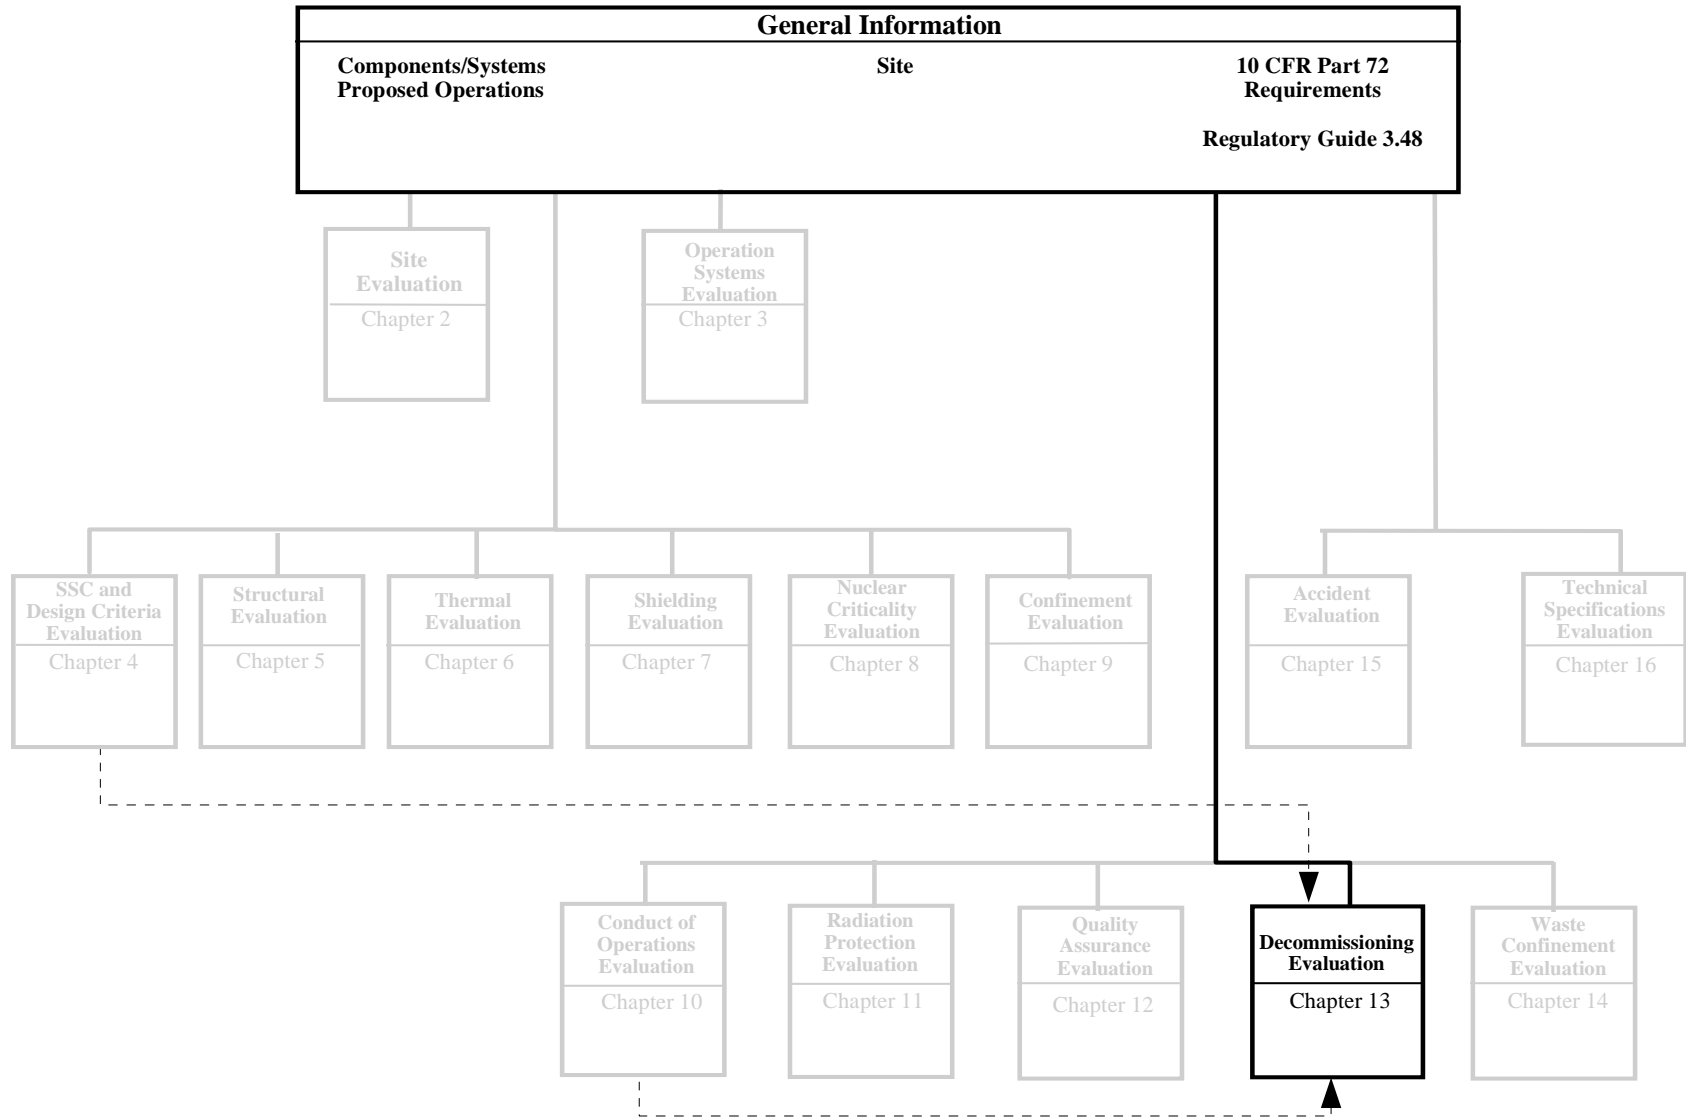 General Information
Components/Systems
Proposed Operations
Site
10 CFR Part 72
Requirements
Regulatory Guide 3.48
Site
Evaluation
Chapter 2
Operation
Systems
Evaluation
Chapter 3
SSC and
Design Criteria
Evaluation
Chapter 4
Structural
Evaluation
Chapter 5
Thermal
Evaluation
Chapter 6
Shielding
Evaluation
Chapter 7
Nuclear
Criticality
Evaluation
Chapter 8
Confinement
Evaluation
Chapter 9
Accident
Evaluation
Chapter 15
Technical
Specifications
Evaluation
Chapter 16
Conduct of
Operations
Evaluation
Chapter 10
Radiation
Protection
Evaluation
Chapter 11
Quality
Assurance
Evaluation
Chapter 12
Decommissioning
Evaluation
Chapter 13
Waste
Confinement
Evaluation
Chapter 14